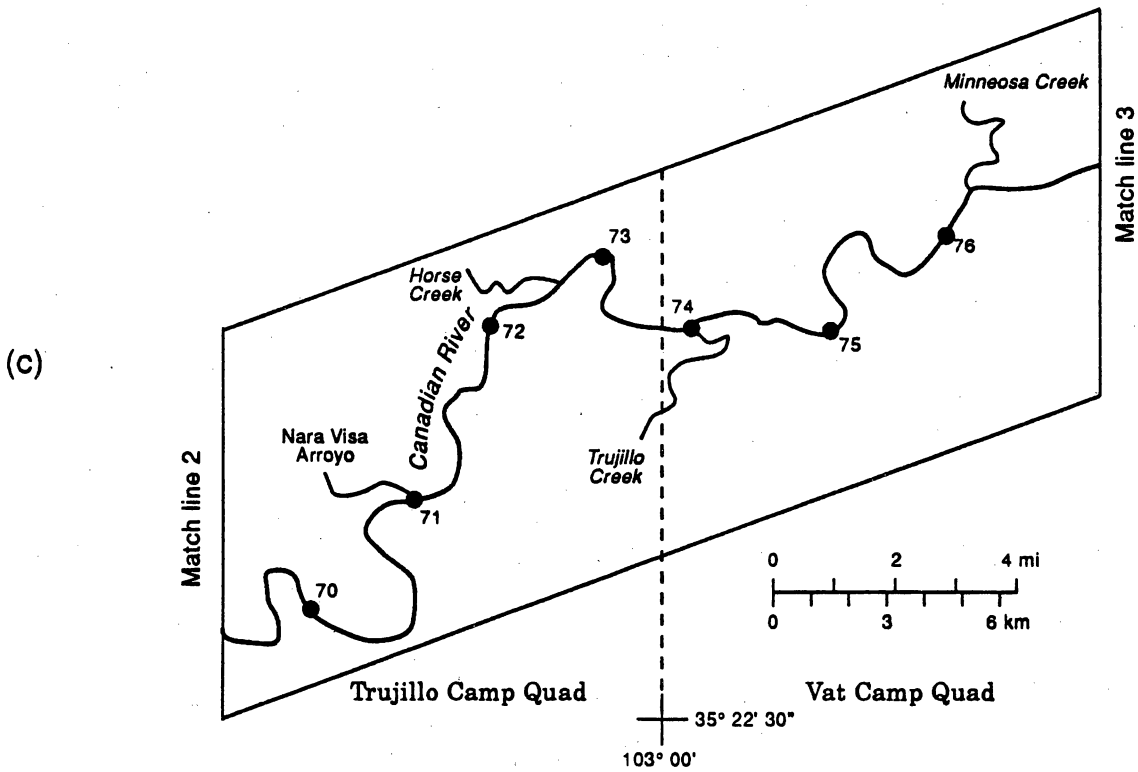 Minneosa Creek
Match line 3
73
76
Horse
Creek
74
72
75
(c)
Canadian River
Nara Visa
Arroyo
Trujillo
Creek
71
Match line 2
0 2 4 mi
70
0 3 6 km
Trujillo Camp Quad
Vat Camp Quad
35° 22' 30"
103° 00'